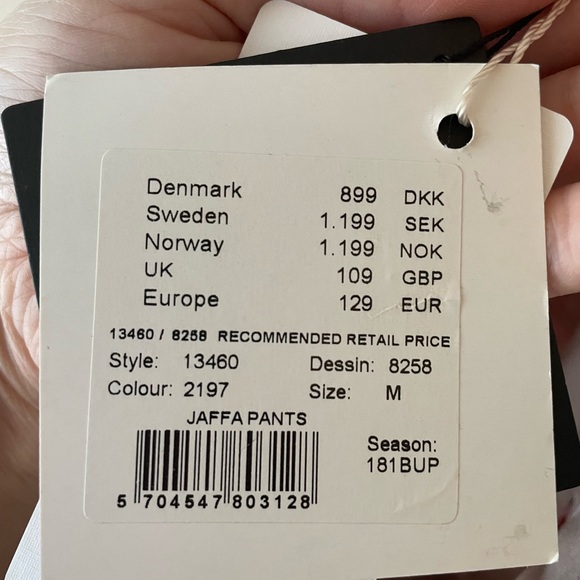 Denmark 899 DKK
Sweden 1.199 SEK
Norway 1.199 NOK
UK 109 GBP
Europe 129 EUR
13460 / 8258 RECOMMENDED RETAIL PRICE
Style: 13460 Dessin: 8258
Colour: 2197 Size: M
JAFFA PANTS
Season:
181BUP
5 704547 803128